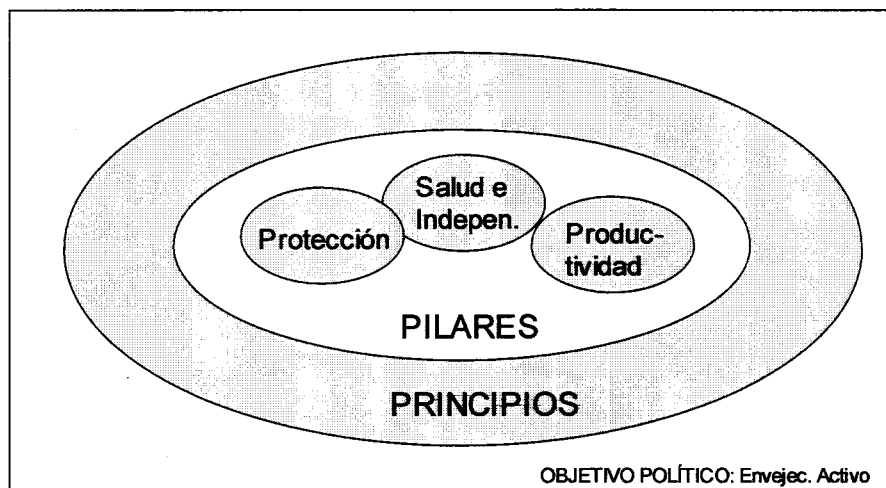 Salud e
Indepen.
Protección
Produc-
tividad
PILARES
PRINCIPIOS
OBJETIVO POLÍTICO: Envejec. Activo